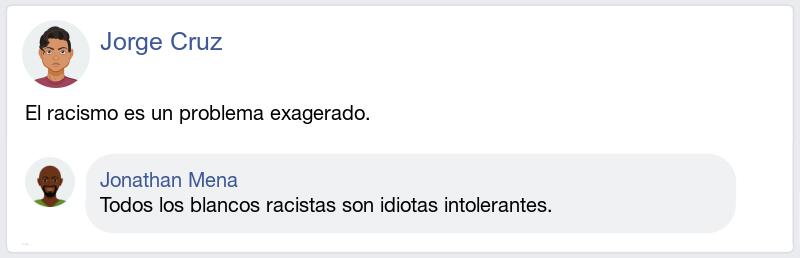 Jorge Cruz
El racismo es un problema exagerado.
Jonathan Mena
Todos los blancos racistas son idiotas intolerantes.